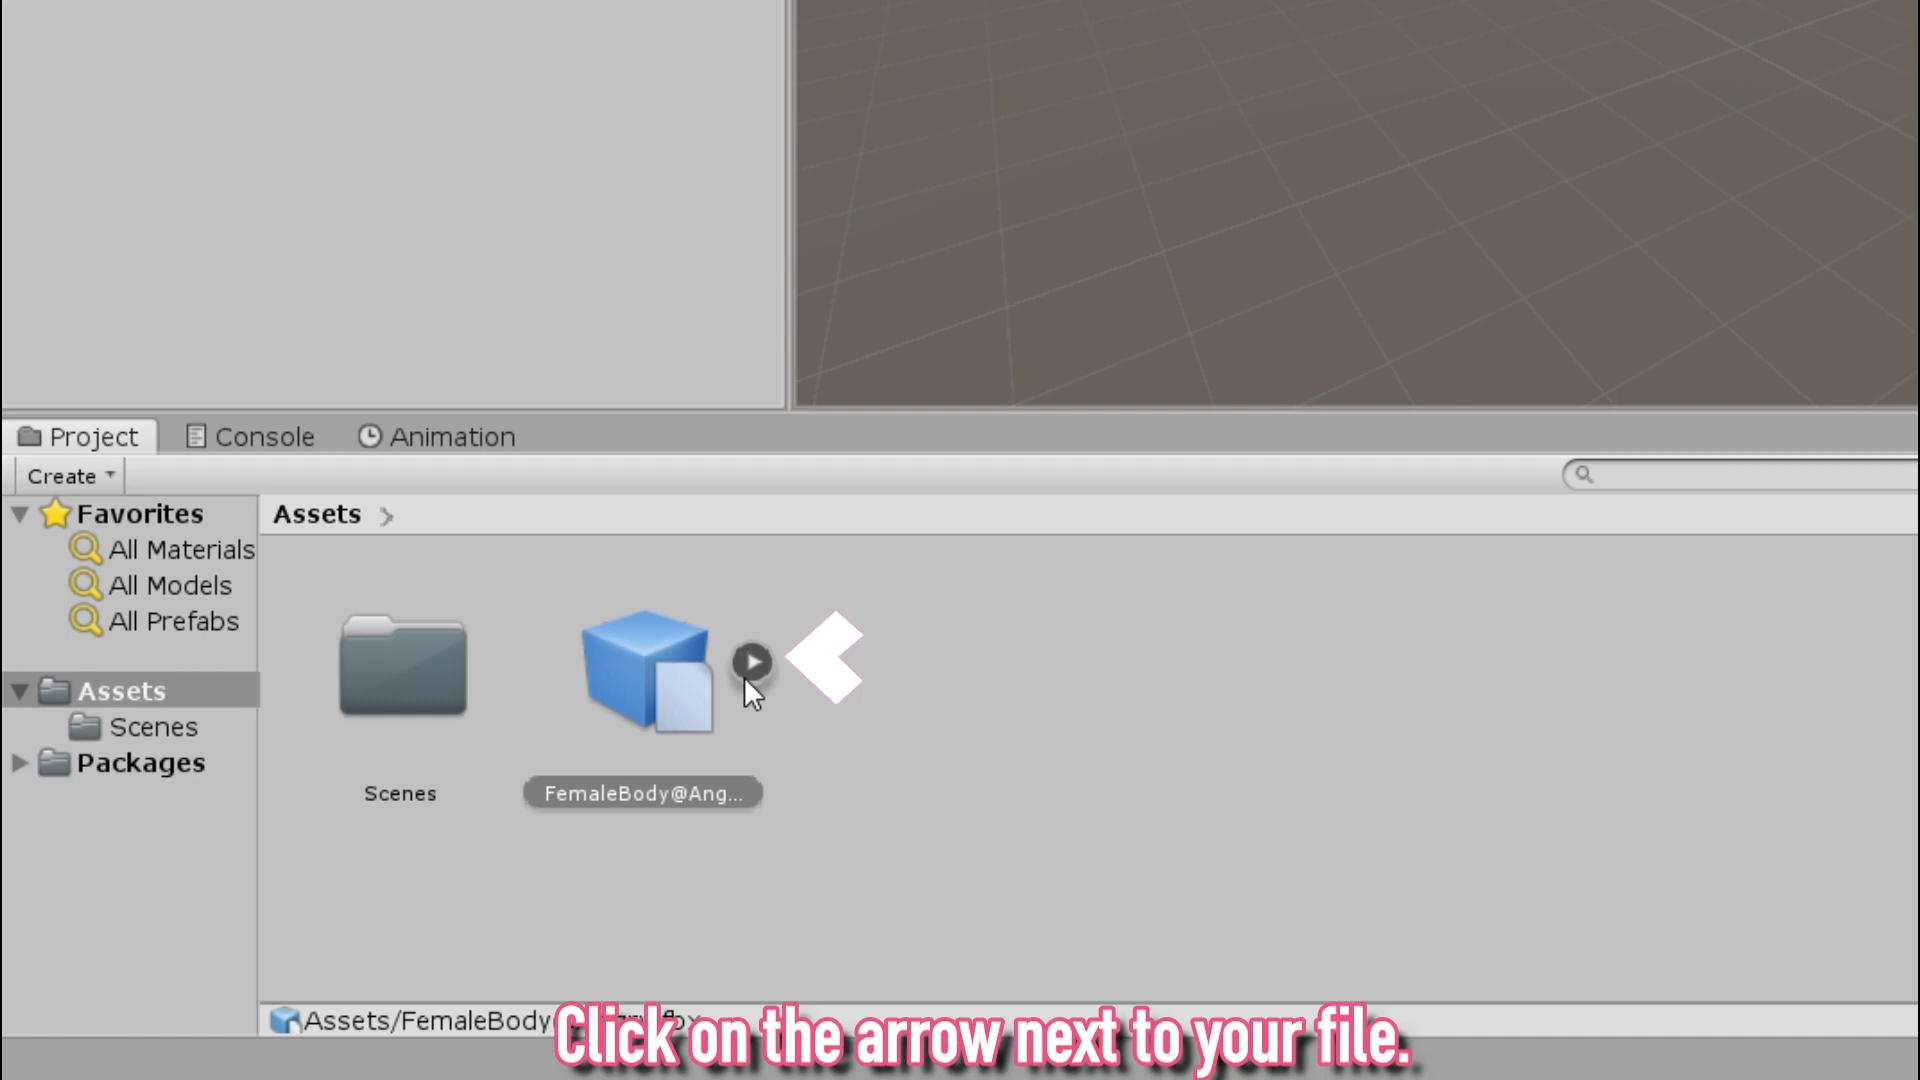 Project
Console
Animation
Create
Favorites
All Materials
All Models
All Prefabs
Assets
Scenes
Packages
Assets
Scenes
FemaleBody@Ang...
Assets/FemaleBody
Click on the arrow next to your file.